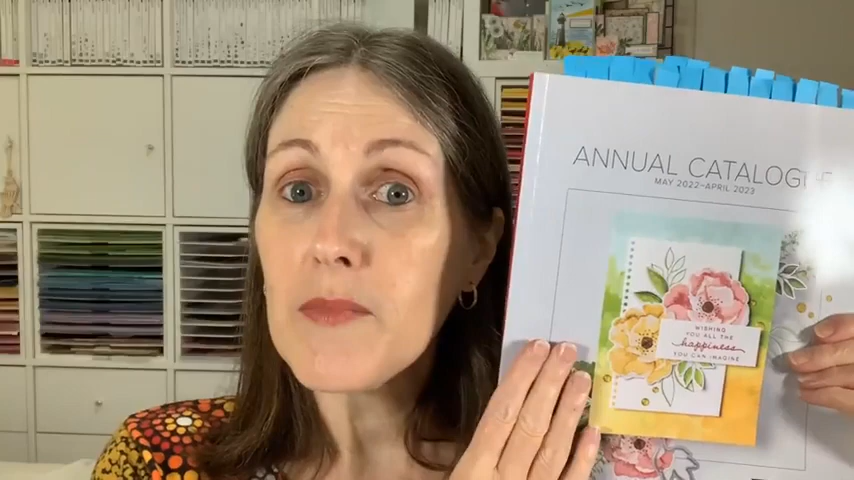 ANNUAL CATALOGUE
MAY 2022–APRIL 2023
WISHING
YOU ALL THE
happiness
YOU CAN IMAGINE